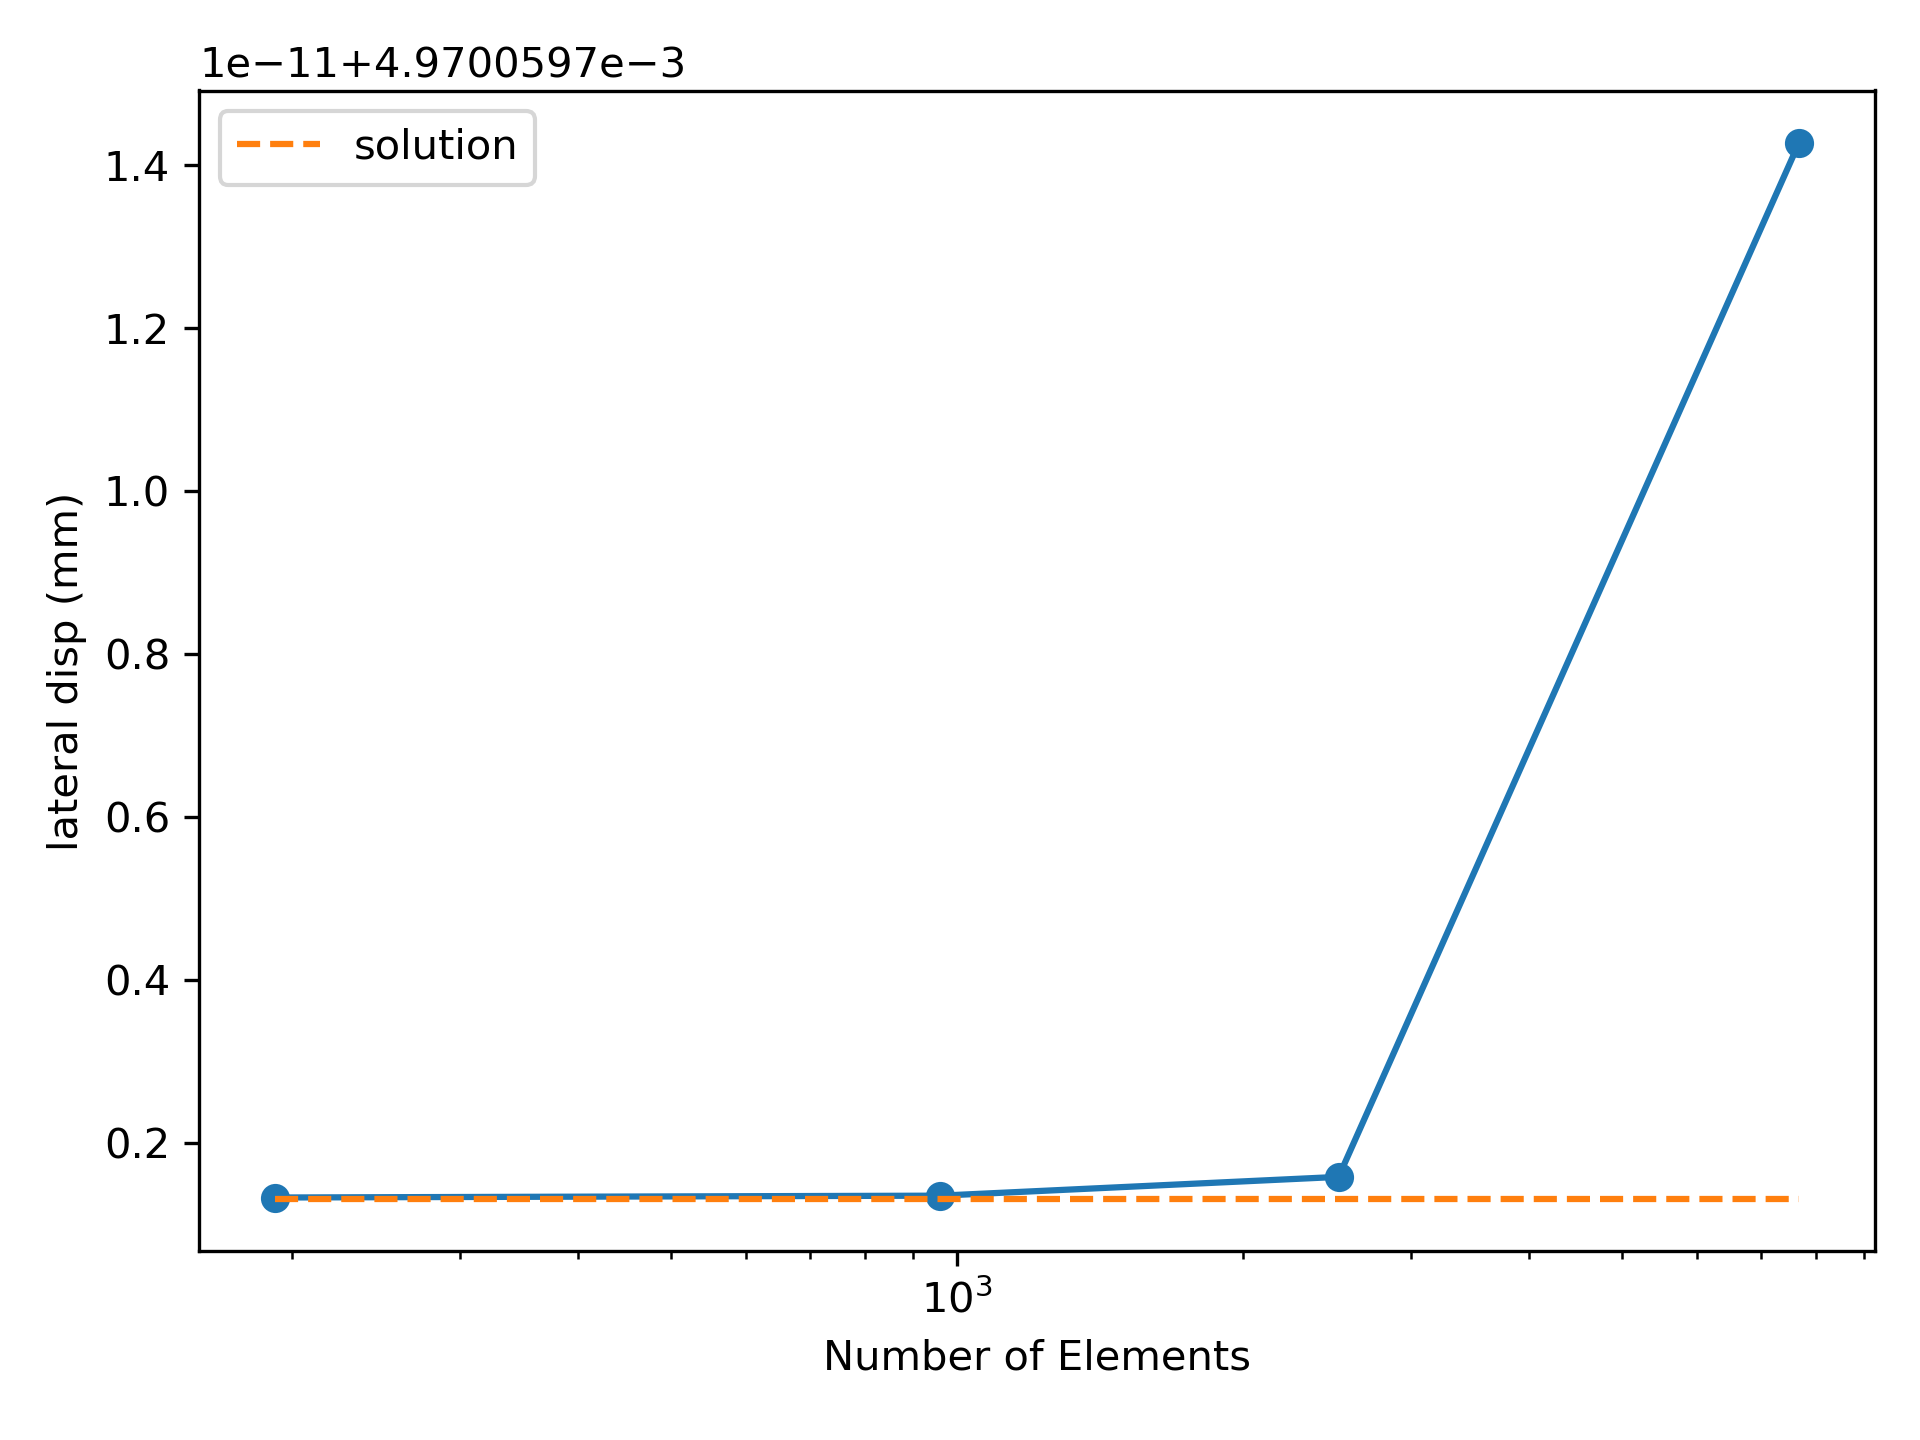 1e−11+4.9700597e−3
solution
1.4
1.2
1.0
0.8
0.6
0.4
0.2
lateral disp (mm)
10³
Number of Elements